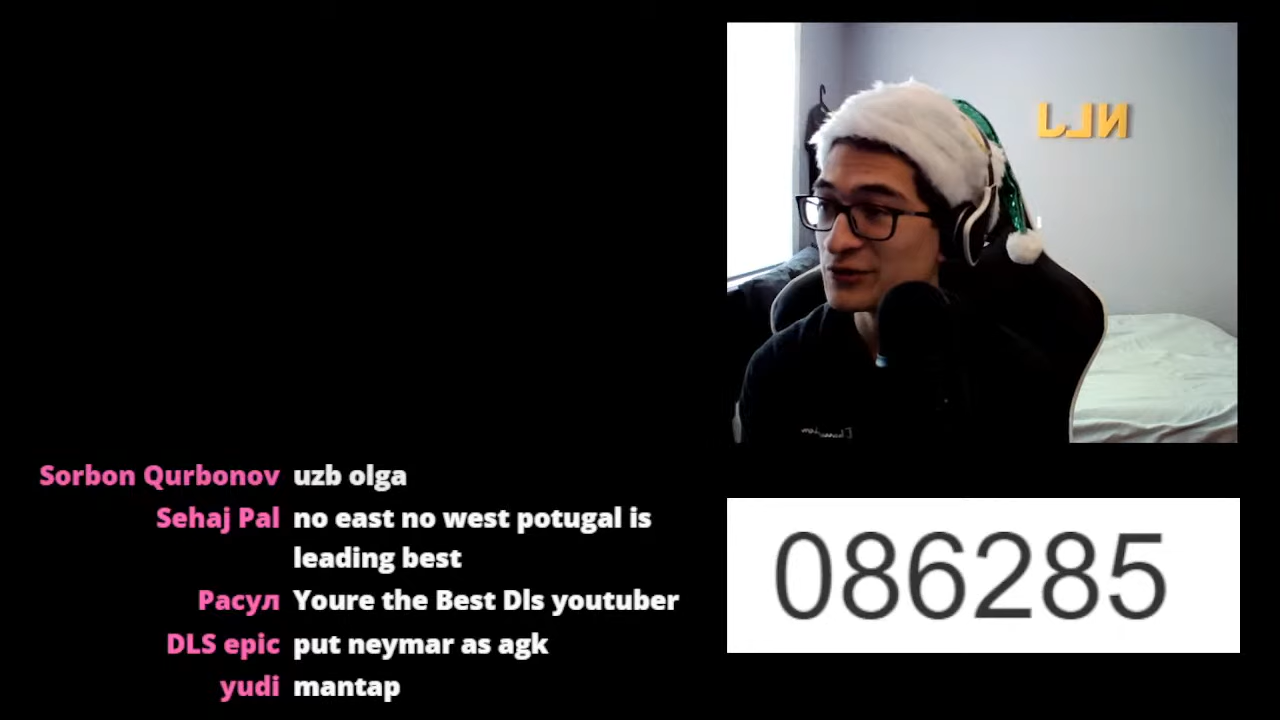 NLJ
Sorbon Qurbonov uzb olga
Sehaj Pal no east no west potugal is
leading best
Расул Youre the Best Dls youtuber
DLS epic put neymar as agk
yudi mantap
086285